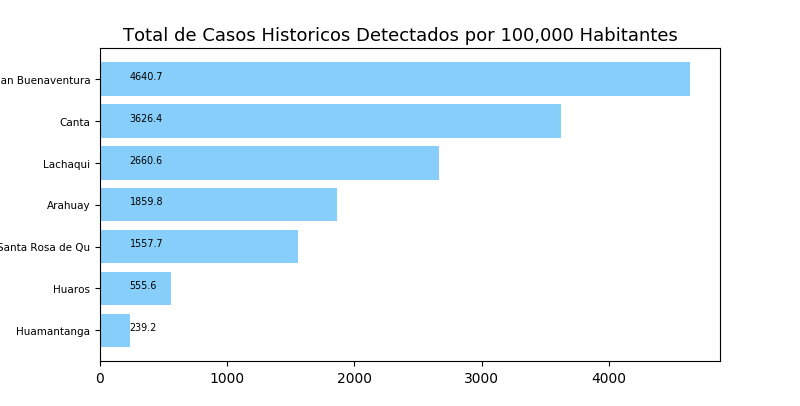 Total de Casos Historicos Detectados por 100,000 Habitantes
an Buenaventura 4640.7
Canta 3626.4
Lachaqui 2660.6
Arahuay 1859.8
Santa Rosa de Qu 1557.7
Huaros 555.6
Huamantanga 239.2
0 1000 2000 3000 4000